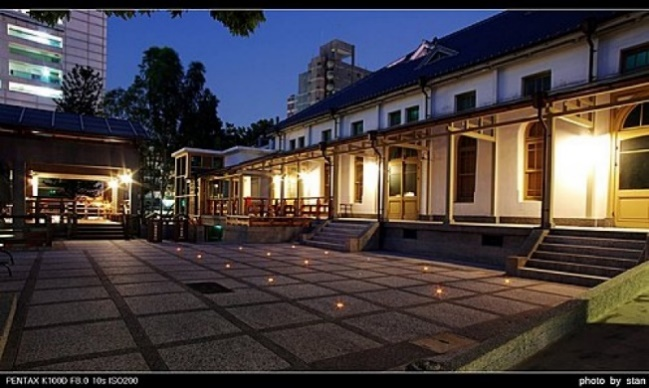 PENTAX K100D F8.0 10s ISO200
photo by stan